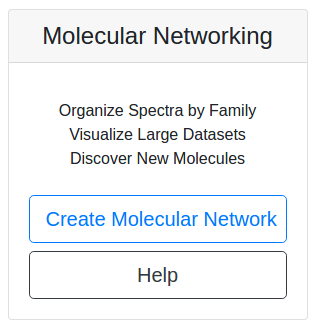 Molecular Networking
Organize Spectra by Family
Visualize Large Datasets
Discover New Molecules
Create Molecular Network
Help